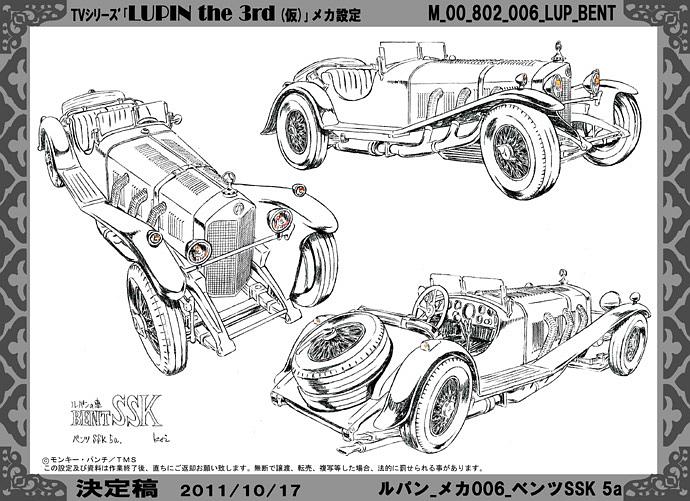 TVシリーズ「LUPIN the 3rd (仮)」メカ設定
M_00_802_006_LUP_BENT
ルパンの車
BENT SSK
ベンツ SSK 5a.
kei
©モンキー・パンチ/TMS
この設定及び資料は作業終了後、直ちにご返却お願い致します。無断で譲渡、転売、複写等した場合、法的に罰せられる事があります。
決定稿 2011/10/17
ルパン_メカ006_ベンツSSK 5a